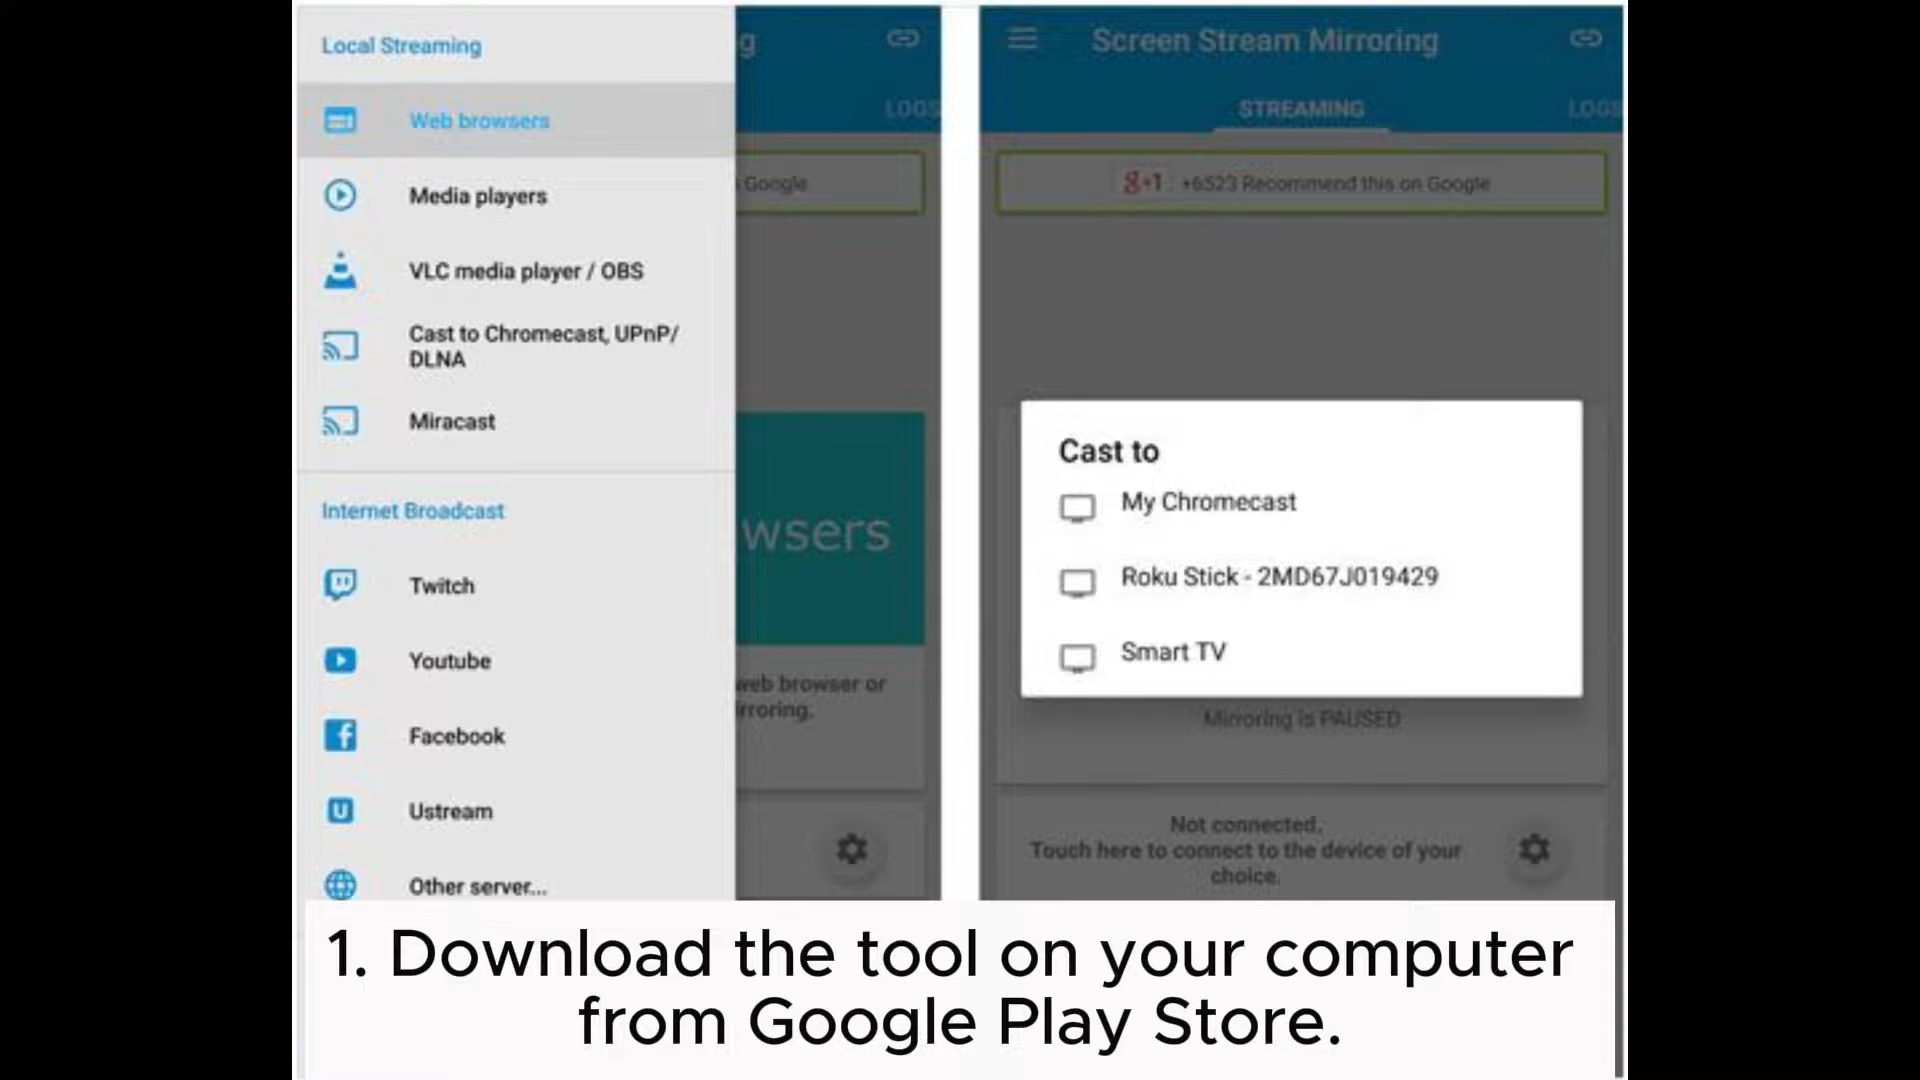 Local Streaming
Web browsers
Media players
VLC media player / OBS
Cast to Chromecast, UPnP/
DLNA
Miracast
Internet Broadcast
Twitch
Youtube
Facebook
Ustream
Other server...
g
LOGS
Google
wsers
web browser or
irroring.
Screen Stream Mirroring
STREAMING
LOGS
g+1 +6523 Recommend this on Google
Cast to
My Chromecast
Roku Stick - 2MD67J019429
Smart TV
Mirroring is PAUSED
Not connected,
Touch here to connect to the device of your
choice.
1. Download the tool on your computer
from Google Play Store.